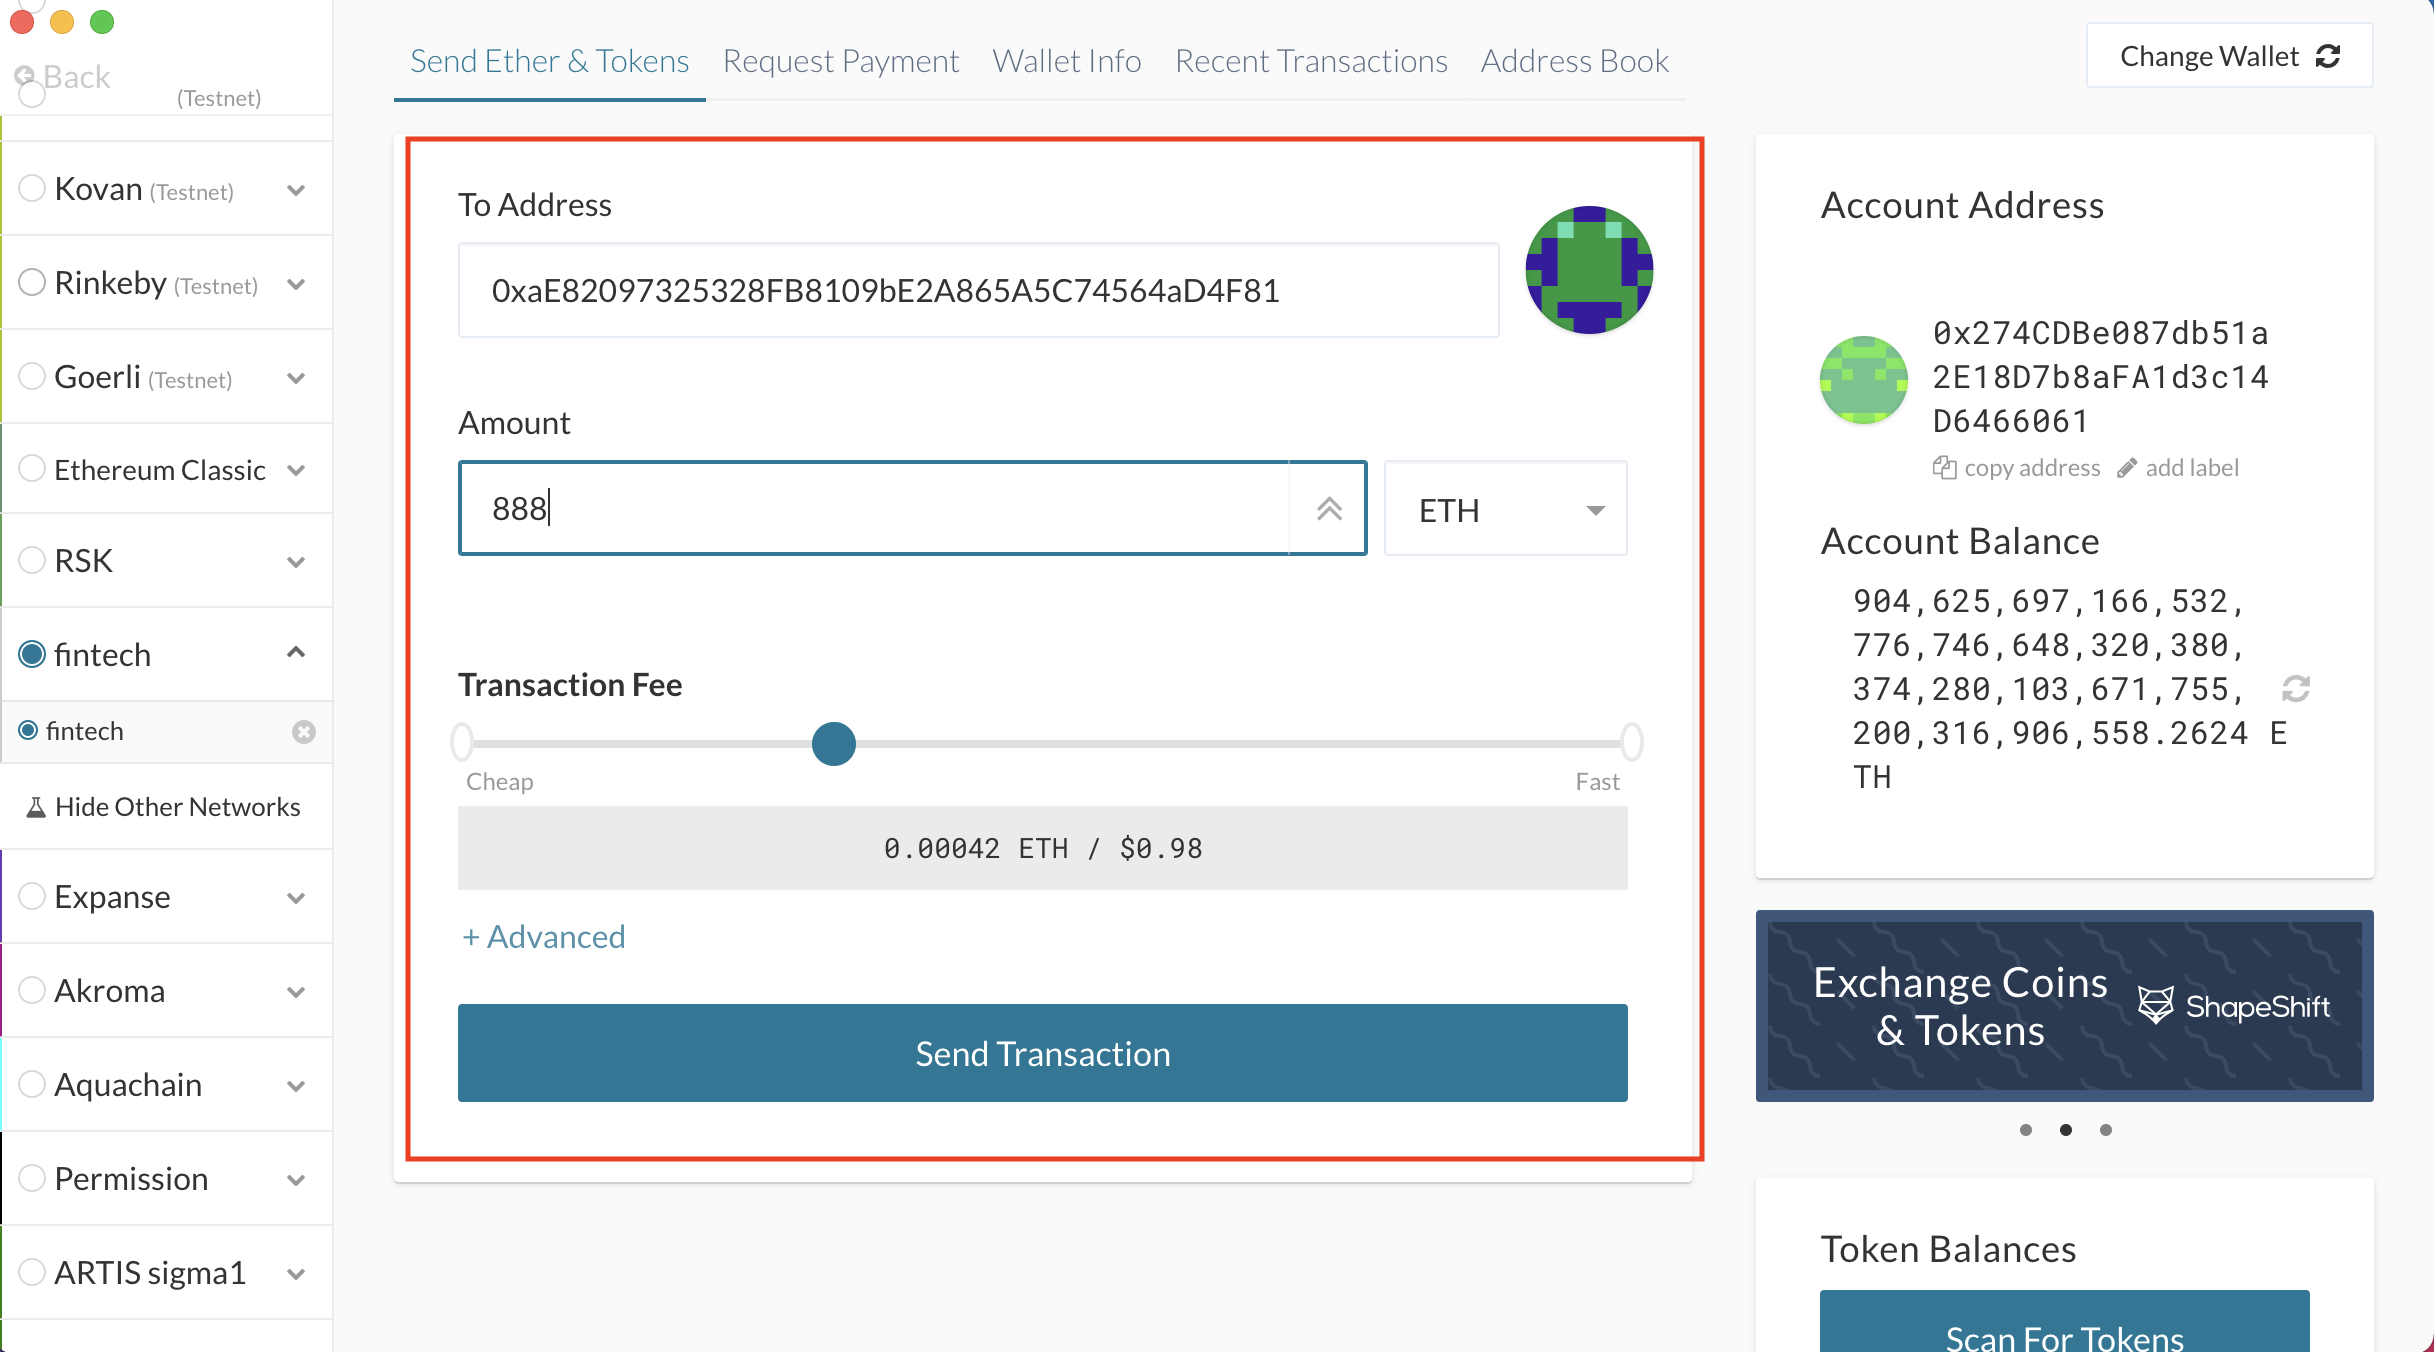 Back
(Testnet)
Kovan (Testnet)
Rinkeby (Testnet)
Goerli (Testnet)
Ethereum Classic
RSK
fintech
fintech
Hide Other Networks
Expanse
Akroma
Aquachain
Permission
ARTIS sigma1
Send Ether & Tokens
Request Payment
Wallet Info
Recent Transactions
Address Book
Change Wallet
To Address
0xaE82097325328FB8109bE2A865A5C74564aD4F81
Amount
888
ETH
Transaction Fee
Cheap
Fast
0.00042 ETH / $0.98
+ Advanced
Send Transaction
Account Address
0x274CDBe087db51a
2E18D7b8aFA1d3c14
D6466061
copy address
add label
Account Balance
904,625,697,166,532,
776,746,648,320,380,
374,280,103,671,755,
200,316,906,558.2624 E
TH
Exchange Coins
& Tokens
ShapeShift
Token Balances
Scan For Tokens